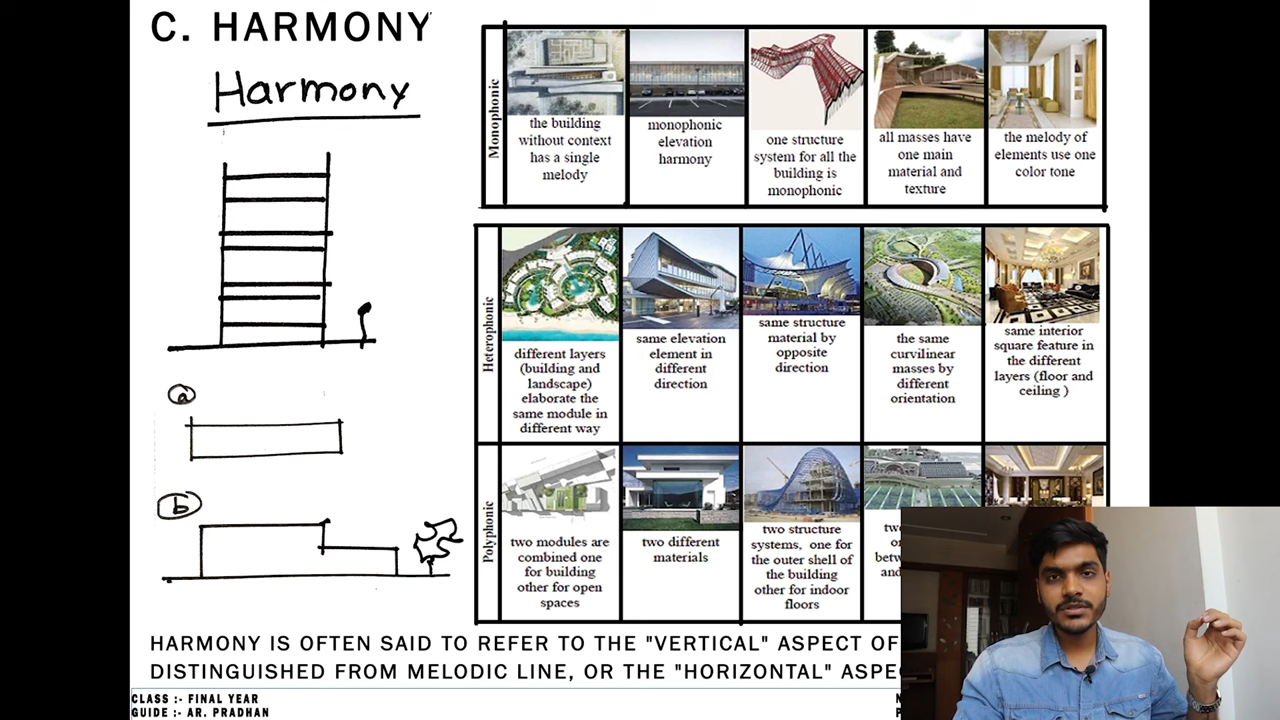 C. HARMONY
Harmony
a
b
Monophonic
the building
without context
has a single
melody
monophonic
elevation
harmony
one structure
system for all the
building is
monophonic
all masses have
one main
material and
texture
the melody of
elements use one
color tone
Heterophonic
different layers
(building and
landscape)
elaborate the
same module in
different way
same elevation
element in
different
direction
same structure
material by
opposite
direction
the same
curvilinear
masses by
different
orientation
same interior
square feature in
the different
layers (floor and
ceiling )
Polyphonic
two modules are
combined one
for building
other for open
spaces
two different
materials
two structure
systems, one for
the outer shell of
the building
other for indoor
floors
HARMONY IS OFTEN SAID TO REFER TO THE "VERTICAL" ASPECT OF
DISTINGUISHED FROM MELODIC LINE, OR THE "HORIZONTAL"
CLASS :- FINAL YEAR
GUIDE :- AR. PRADHAN